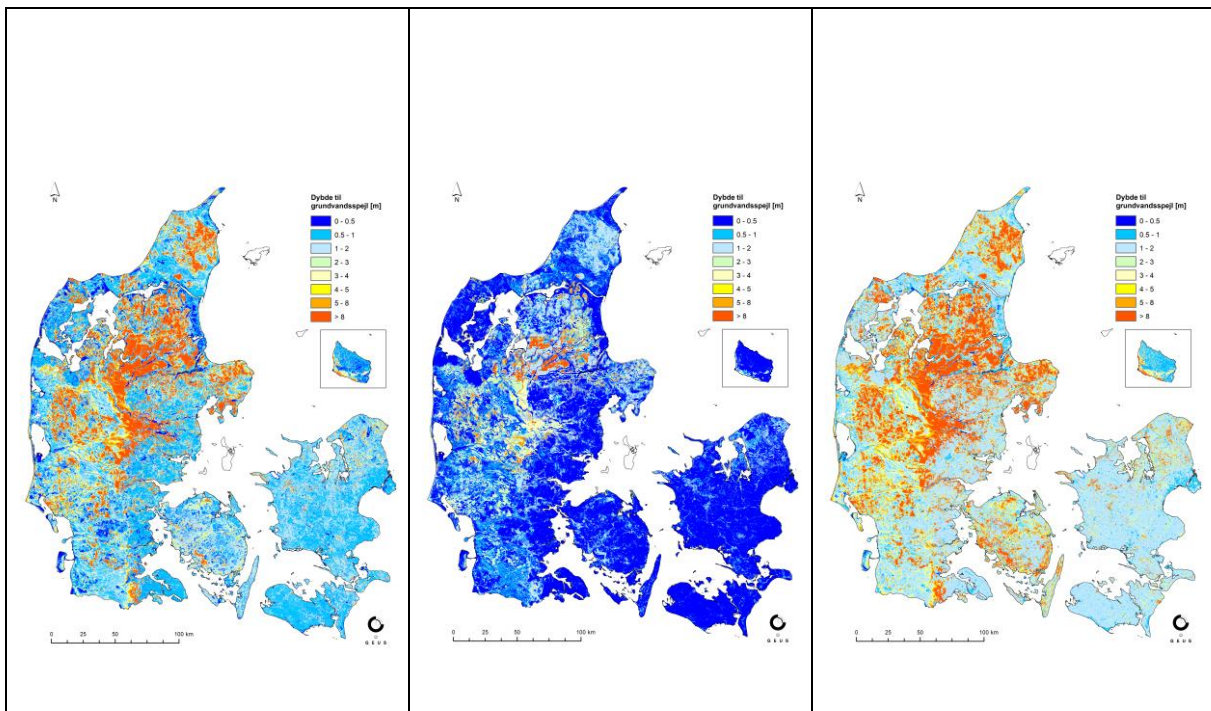 N
Dybde til
grundvandsspejl [m]
0 - 0.5
0.5 - 1
1 - 2
2 - 3
3 - 4
4 - 5
5 - 8
> 8
0 25 50 100 km
G E U S
N
Dybde til
grundvandsspejl [m]
0 - 0.5
0.5 - 1
1 - 2
2 - 3
3 - 4
4 - 5
5 - 8
> 8
0 25 50 100 km
G E U S
N
Dybde til
grundvandsspejl [m]
0 - 0.5
0.5 - 1
1 - 2
2 - 3
3 - 4
4 - 5
5 - 8
> 8
0 25 50 100 km
G E U S